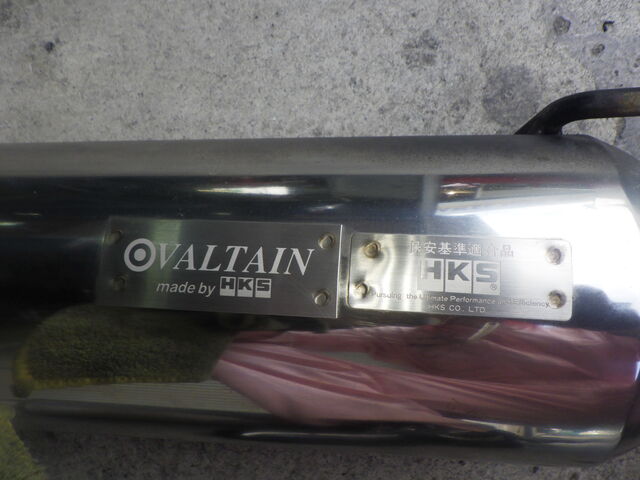 OVALTAIN
made by HKS
保安基準適合品
HKS®
Pursuing the Ultimate Performance and Efficiency
HKS CO. LTD.